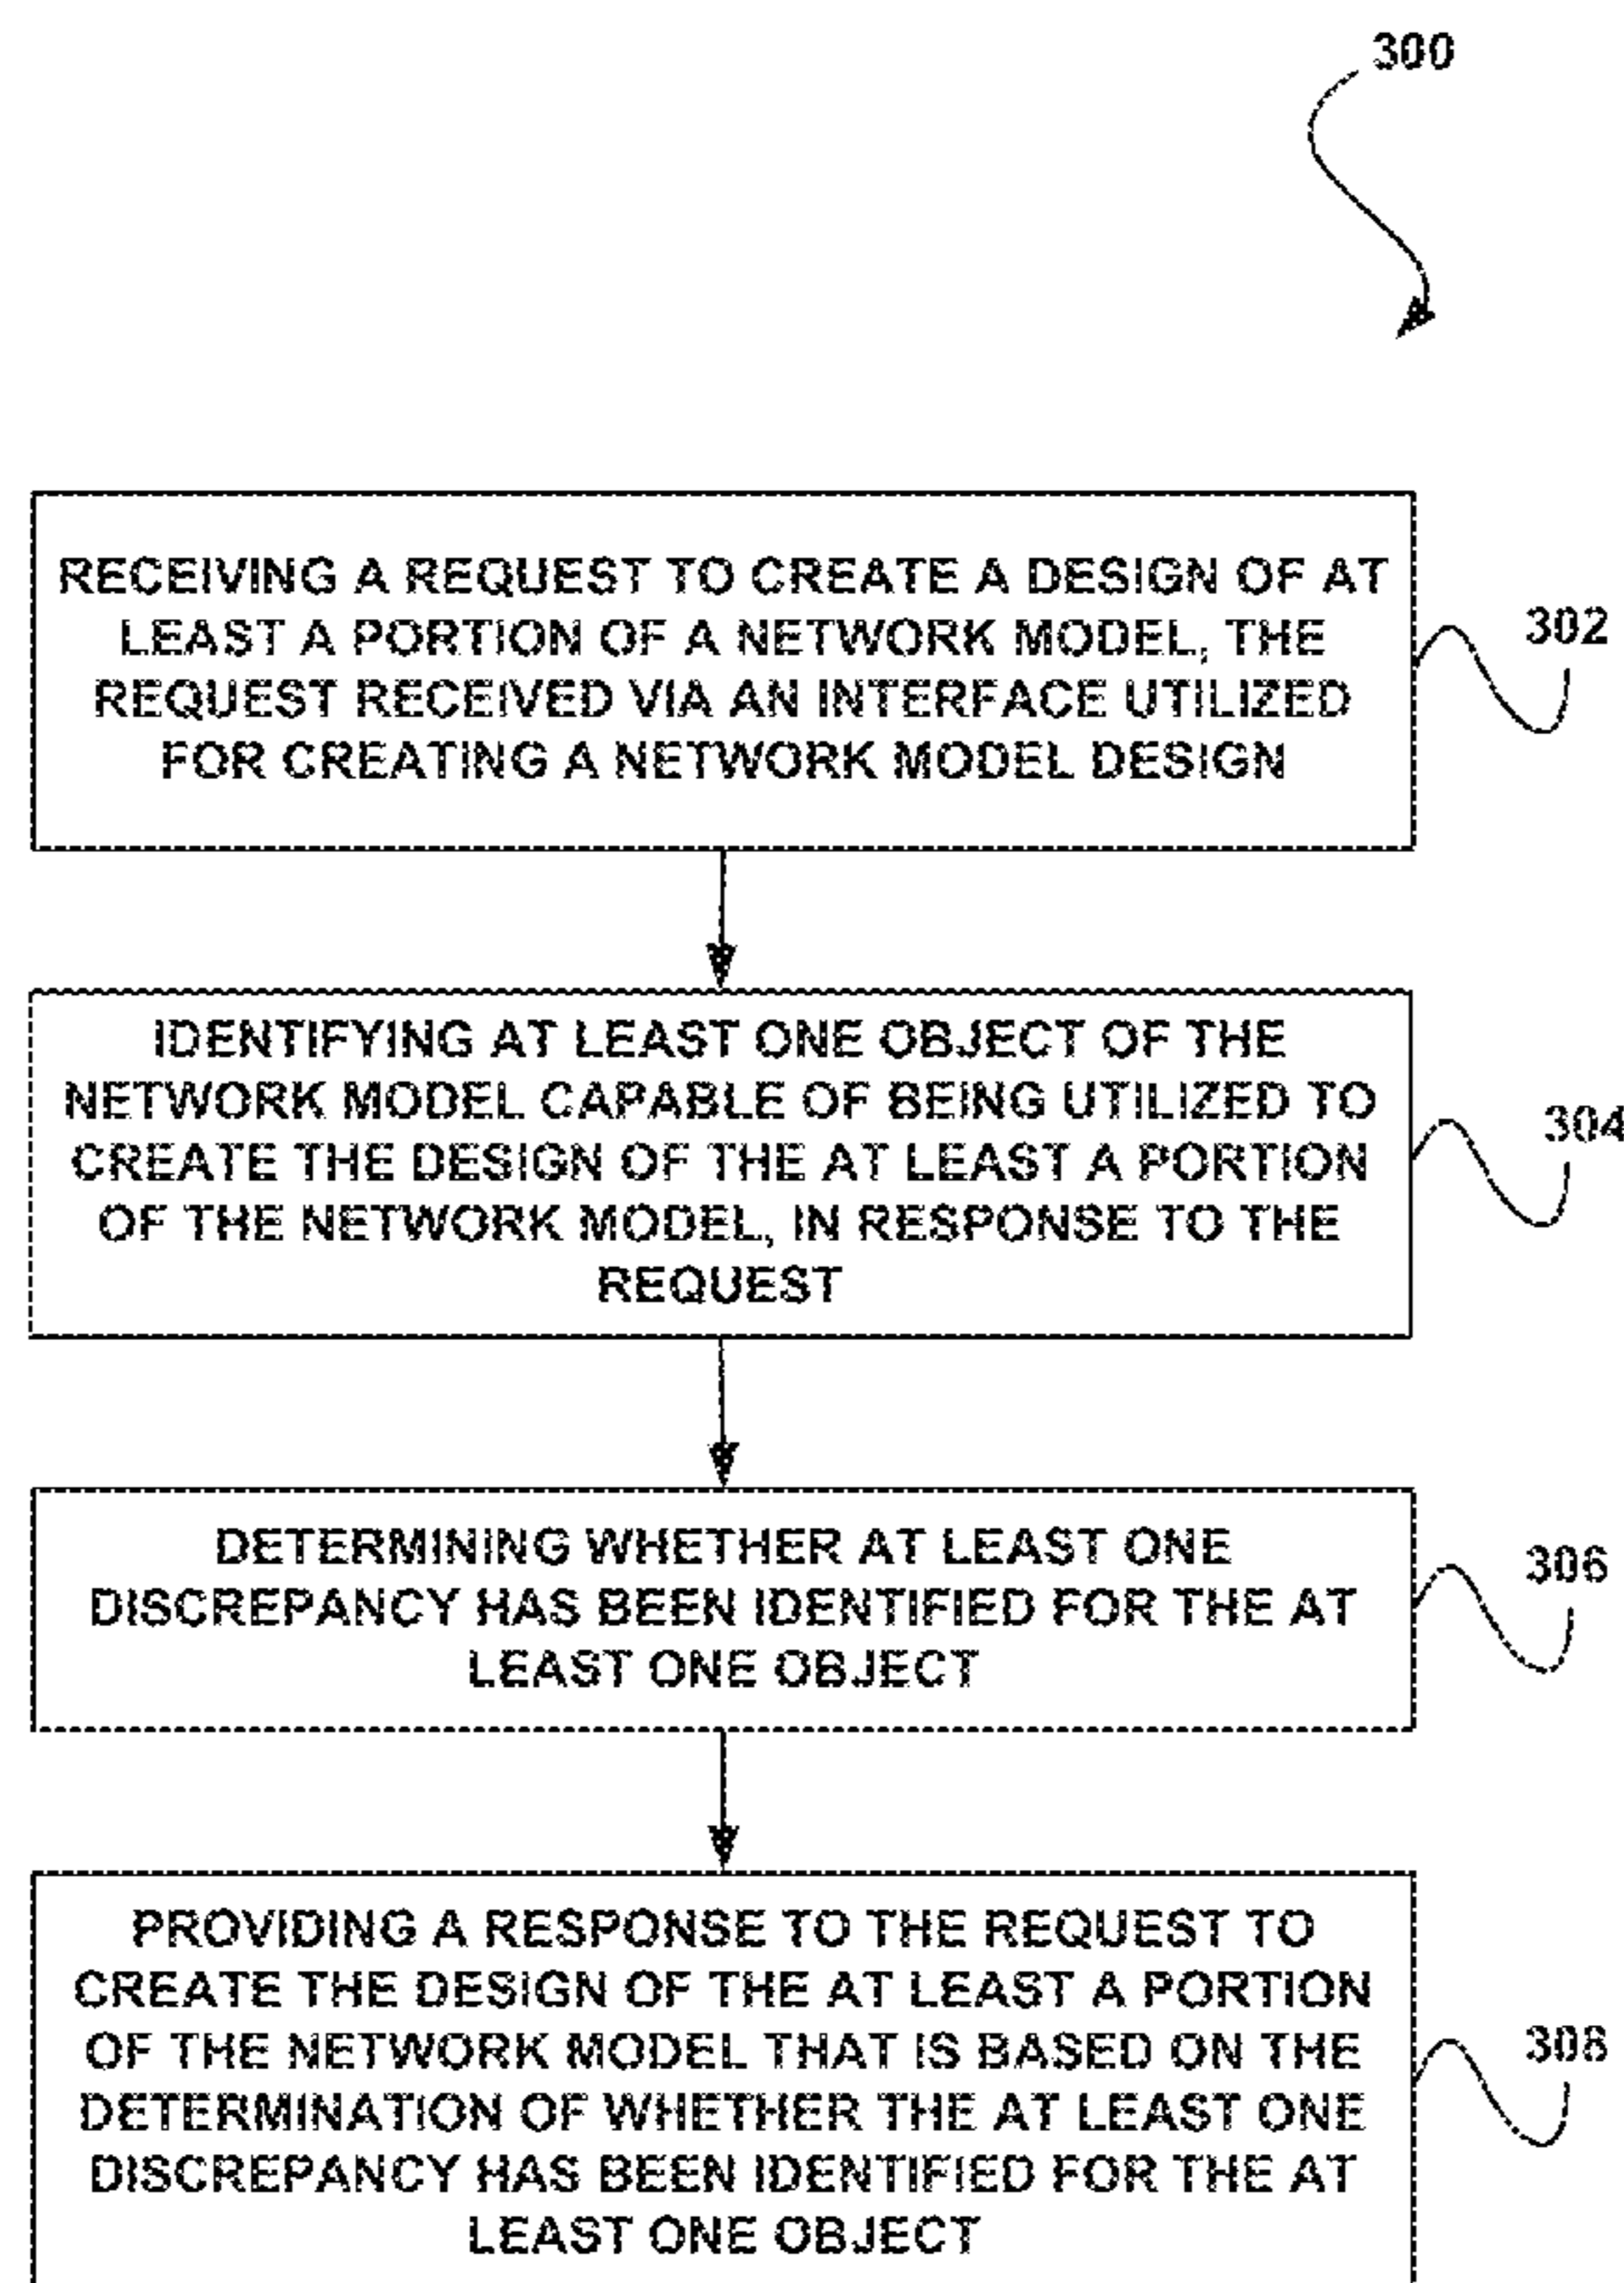 300
RECEIVING A REQUEST TO CREATE A DESIGN OF AT
LEAST A PORTION OF A NETWORK MODEL, THE
REQUEST RECEIVED VIA AN INTERFACE UTILIZED
FOR CREATING A NETWORK MODEL DESIGN
302
IDENTIFYING AT LEAST ONE OBJECT OF THE
NETWORK MODEL CAPABLE OF BEING UTILIZED TO
CREATE THE DESIGN OF THE AT LEAST A PORTION
OF THE NETWORK MODEL, IN RESPONSE TO THE
REQUEST
304
DETERMINING WHETHER AT LEAST ONE
DISCREPANCY HAS BEEN IDENTIFIED FOR THE AT
LEAST ONE OBJECT
306
PROVIDING A RESPONSE TO THE REQUEST TO
CREATE THE DESIGN OF THE AT LEAST A PORTION
OF THE NETWORK MODEL THAT IS BASED ON THE
DETERMINATION OF WHETHER THE AT LEAST ONE
DISCREPANCY HAS BEEN IDENTIFIED FOR THE AT
LEAST ONE OBJECT
308